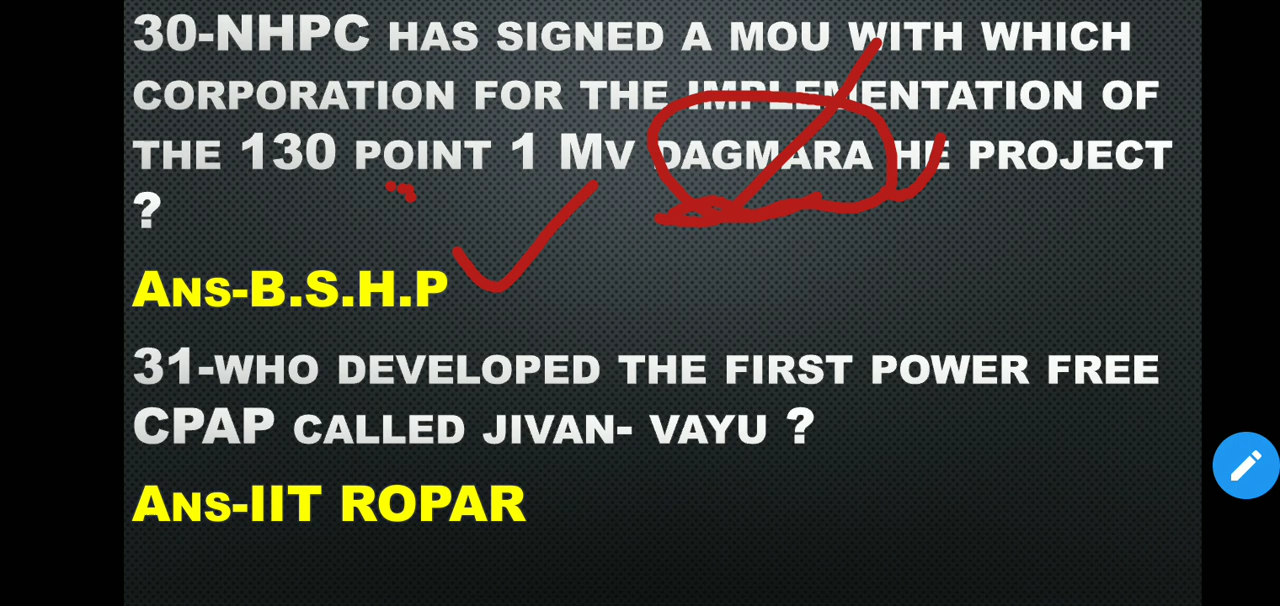 30-NHPC HAS SIGNED A MOU WITH WHICH
CORPORATION FOR THE IMPLEMENTATION OF
THE 130 POINT 1 MV DAGMARA HE PROJECT
?
ANS-B.S.H.P
31-WHO DEVELOPED THE FIRST POWER FREE
CPAP CALLED JIVAN- VAYU ?
ANS-IIT ROPAR